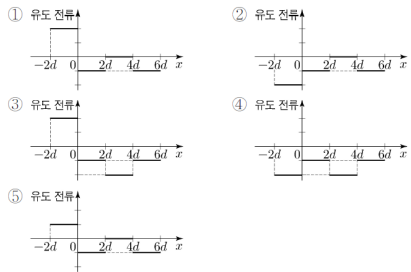 ① 유도 전류
−2d 0 2d 4d 6d x
② 유도 전류
−2d 0 2d 4d 6d x
③ 유도 전류
−2d 0 2d 4d 6d x
④ 유도 전류
−2d 0 2d 4d 6d x
⑤ 유도 전류
−2d 0 2d 4d 6d x